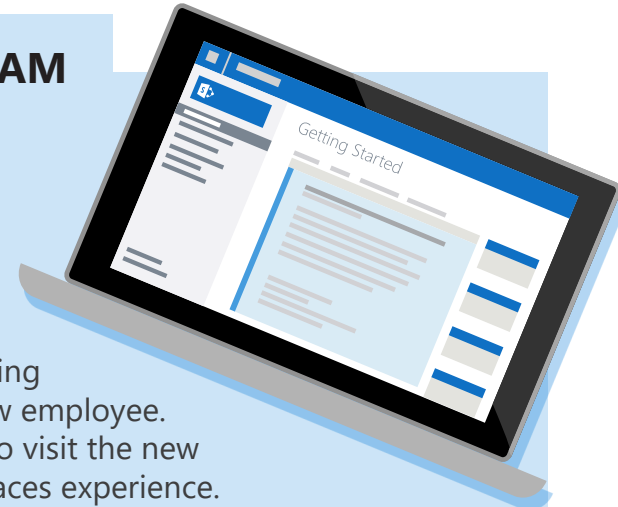 AM
Getting Started
ing
w employee.
o visit the new
aces experience.